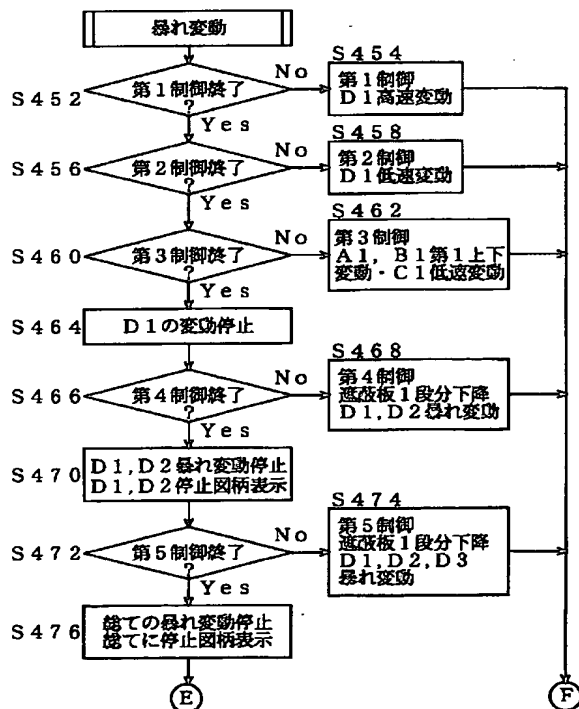 暴れ変動
S452
第1制御終了
?
No
Yes
S454
第1制御
D1高速変動
S456
第2制御終了
?
No
Yes
S458
第2制御
D1低速変動
S460
第3制御終了
?
No
Yes
S462
第3制御
A1, B1第1上下
変動・C1低速変動
S464
D1の変動停止
S466
第4制御終了
?
No
Yes
S468
第4制御
遮蔽板1段分下降
D1, D2暴れ変動
S470
D1, D2暴れ変動停止
D1, D2停止図柄表示
S472
第5制御終了
?
No
Yes
S474
第5制御
遮蔽板1段分下降
D1, D2, D3
暴れ変動
S476
総ての暴れ変動停止
総てに停止図柄表示
E
F